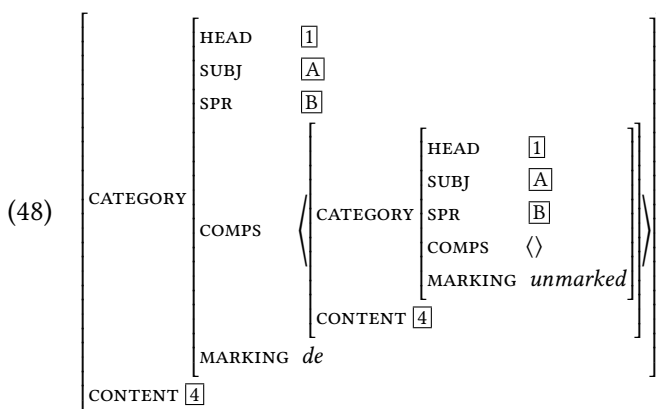 HEAD 1
SUBJ A
SPR B
HEAD 1
SUBJ A
(48) CATEGORY COMPS ⟨ CATEGORY SPR B ⟩
COMPS ⟨⟩
MARKING unmarked
CONTENT 4
MARKING de
CONTENT 4